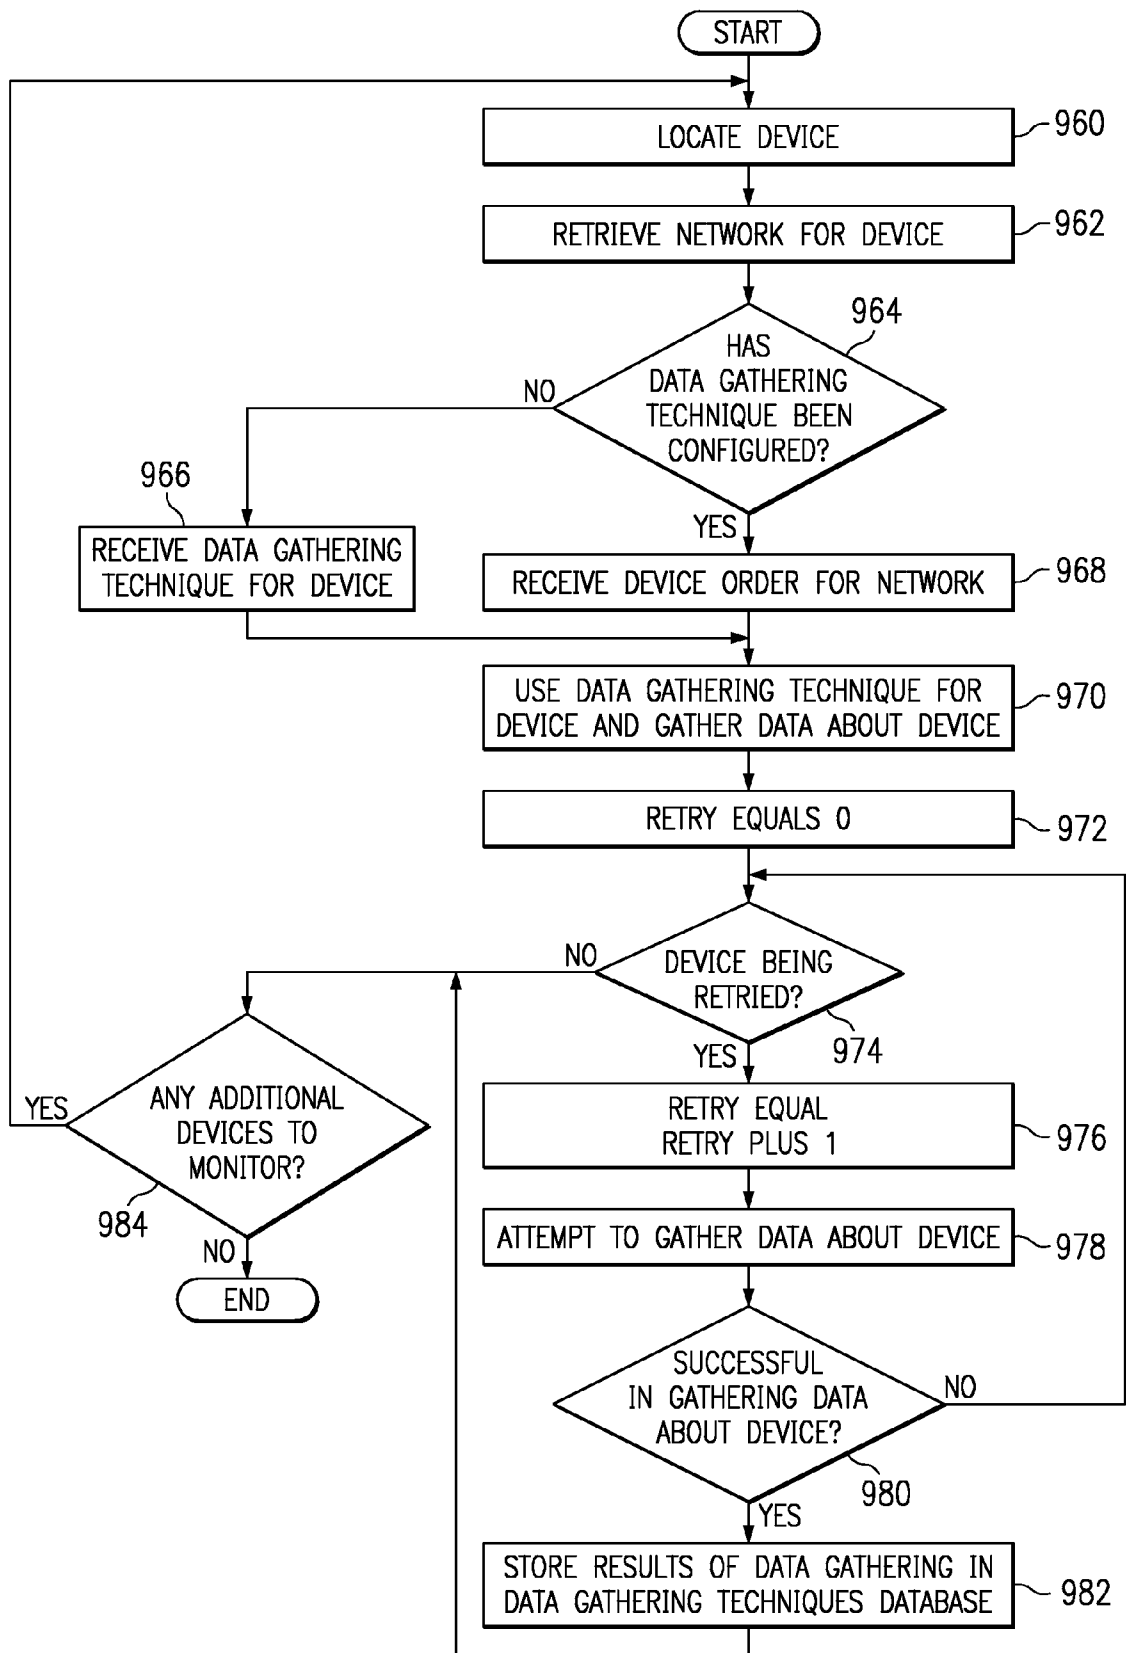 START
LOCATE DEVICE
960
RETRIEVE NETWORK FOR DEVICE
962
964
HAS
DATA GATHERING
TECHNIQUE BEEN
CONFIGURED?
NO
YES
966
RECEIVE DATA GATHERING
TECHNIQUE FOR DEVICE
RECEIVE DEVICE ORDER FOR NETWORK
968
USE DATA GATHERING TECHNIQUE FOR
DEVICE AND GATHER DATA ABOUT DEVICE
970
RETRY EQUALS 0
972
NO
DEVICE BEING
RETRIED?
974
YES
YES
ANY ADDITIONAL
DEVICES TO
MONITOR?
984
NO
END
RETRY EQUAL
RETRY PLUS 1
976
ATTEMPT TO GATHER DATA ABOUT DEVICE
978
SUCCESSFUL
IN GATHERING DATA
ABOUT DEVICE?
NO
980
YES
STORE RESULTS OF DATA GATHERING IN
DATA GATHERING TECHNIQUES DATABASE
982